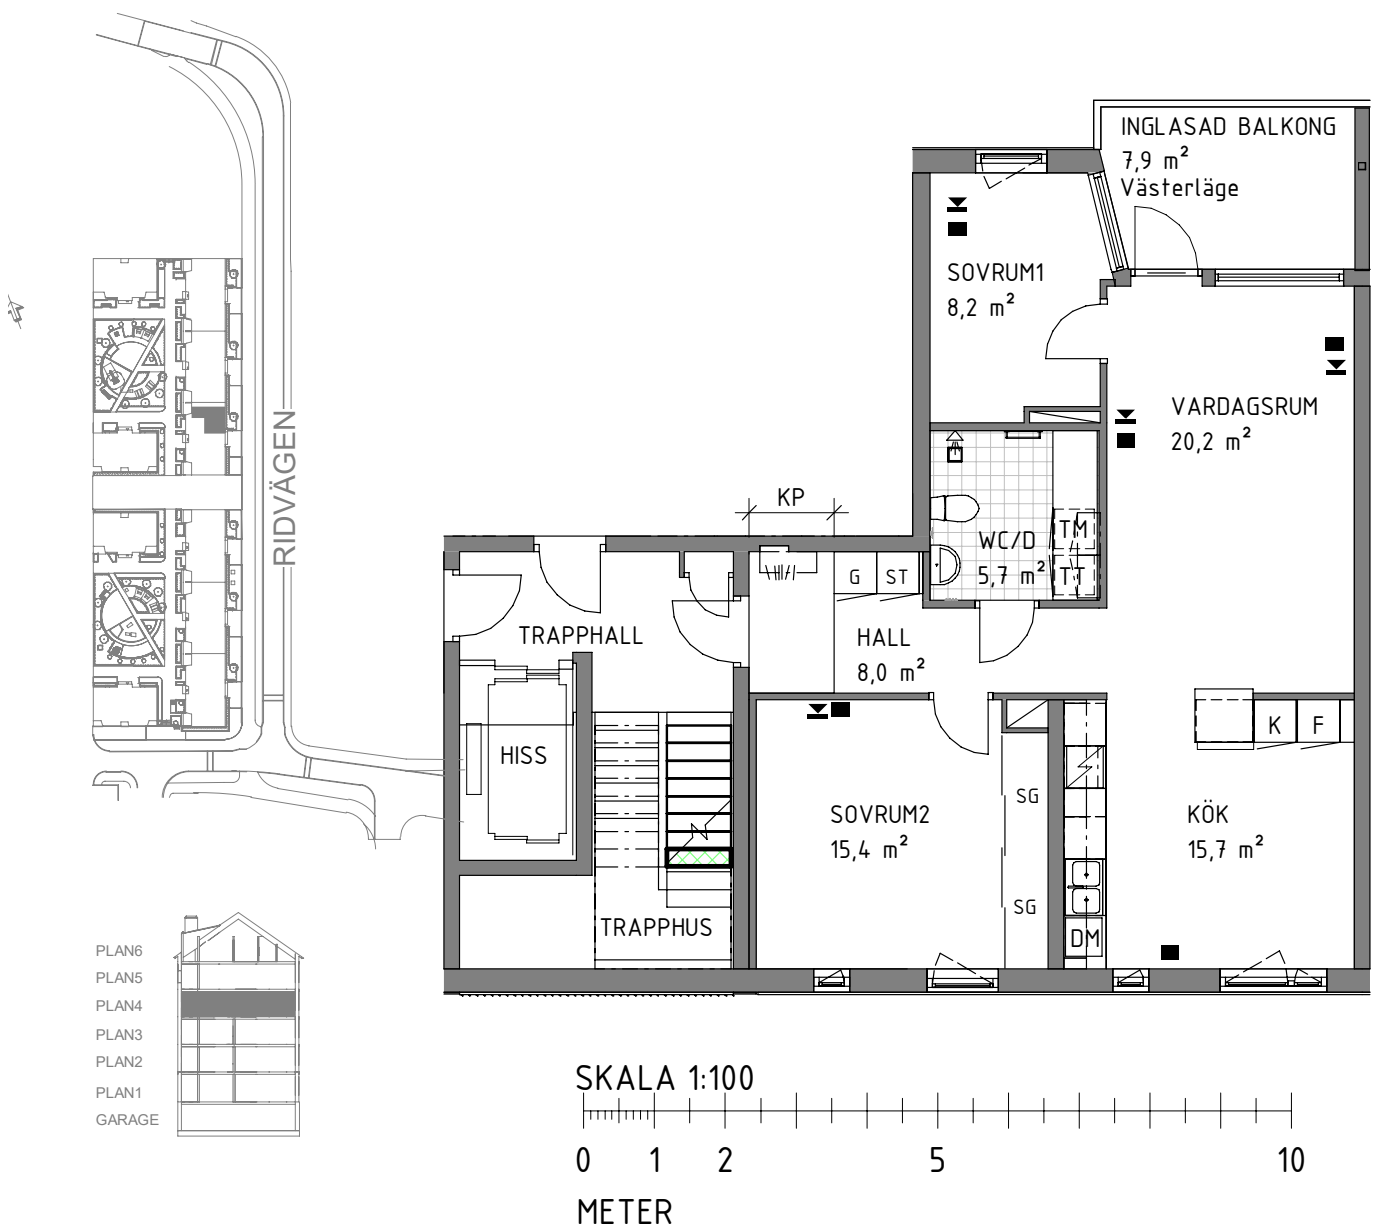 INGLASAD BALKONG
7,9 m²
Västerläge
SOVRUM1
8,2 m²
VARDAGSRUM
20,2 m²
RIDVÄGEN
KP
WC/D
5,7 m²
TM
TT
G
ST
TRAPPHALL
HALL
8,0 m²
HISS
K
F
SOVRUM2
15,4 m²
SG
SG
KÖK
15,7 m²
DM
TRAPPHUS
PLAN6
PLAN5
PLAN4
PLAN3
PLAN2
PLAN1
GARAGE
SKALA 1:100
0 1 2 5 10
METER